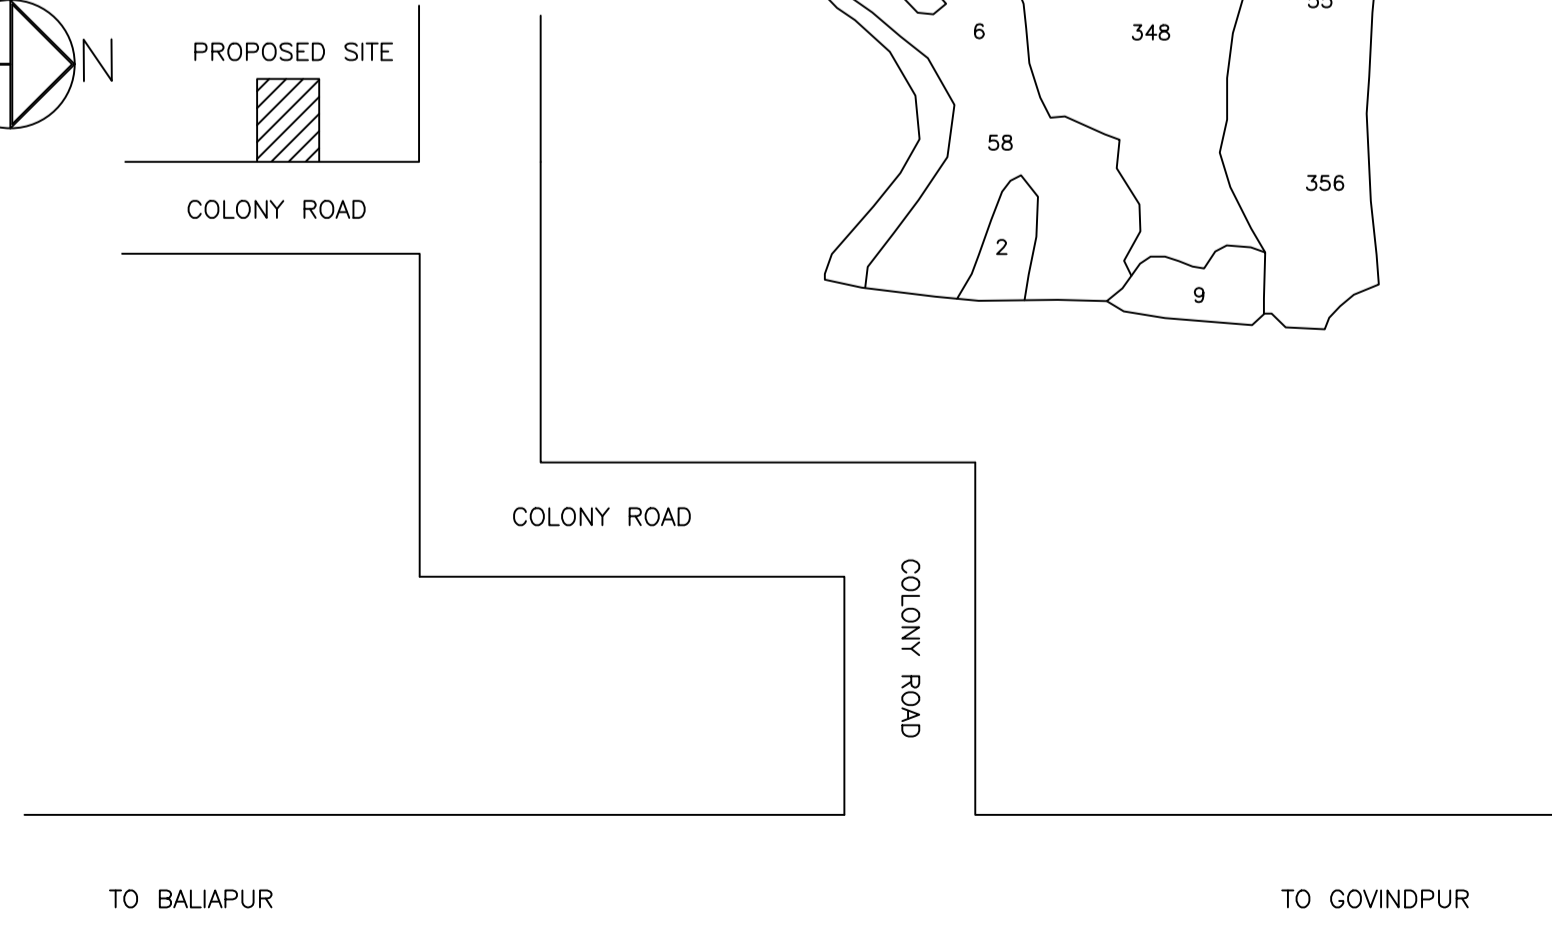 N
PROPOSED SITE
6
348
58
356
COLONY ROAD
2
9
COLONY ROAD
COLONY ROAD
TO BALIAPUR
TO GOVINDPUR